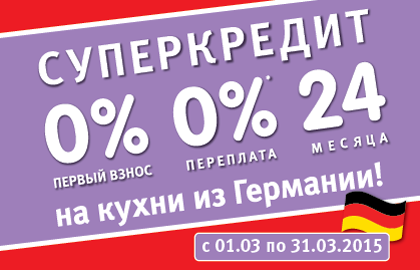 СУПЕРКРЕДИТ
0% 0%* 24
ПЕРВЫЙ ВЗНОС ПЕРЕПЛАТА МЕСЯЦА
на кухни из Германии!
с 01.03 по 31.03.2015